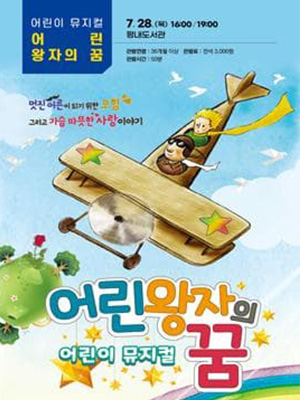 어린이 뮤지컬
어린
왕자의 꿈
7. 28.(목) 16:00 / 19:00
평내도서관
관람연령 : 36개월 이상 관람료 : 전석 3,000원
관람시간 : 50분
멋진 어른이 되기 위한 모험
그리고 가슴 따뜻한 사랑이야기
어린왕자의
꿈
어린이 뮤지컬